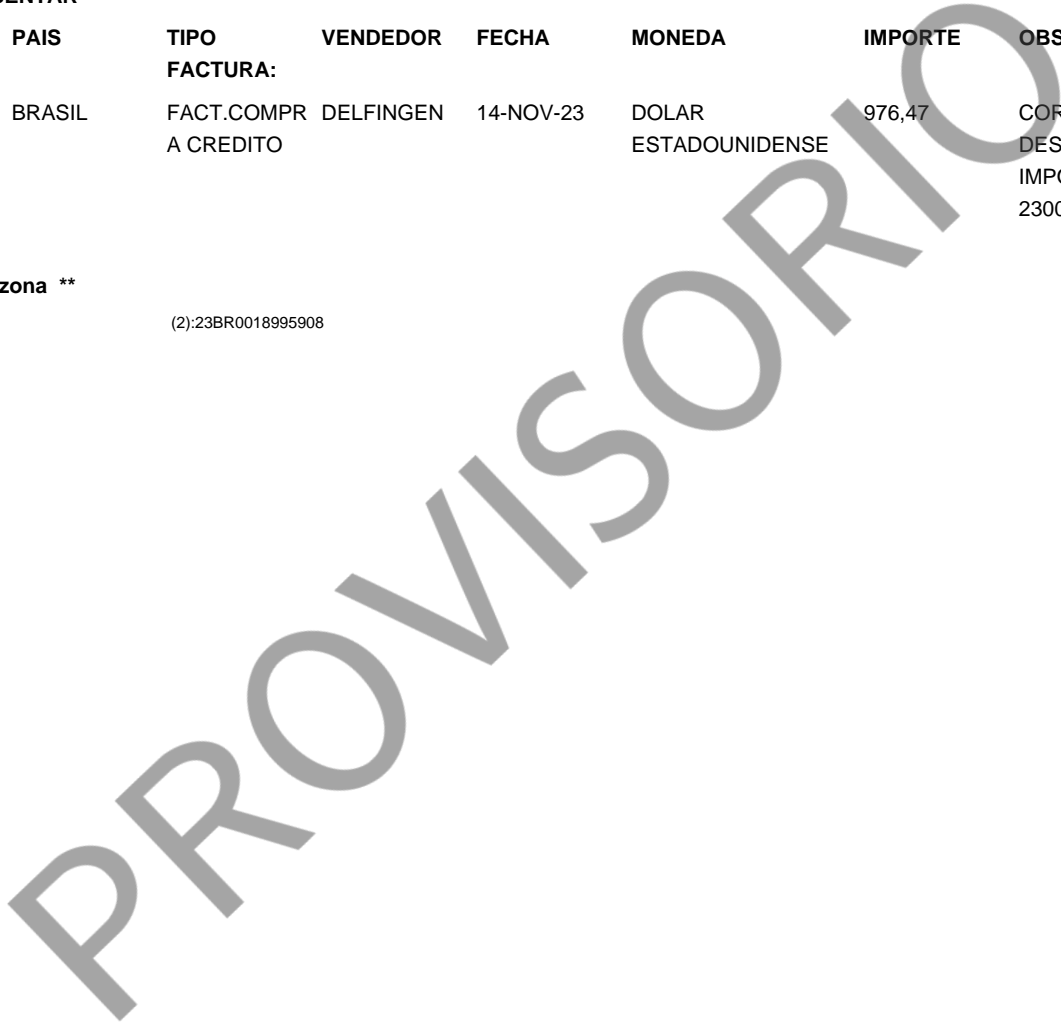 PAIS TIPO VENDEDOR FECHA MONEDA IMPORTE
FACTURA:
BRASIL FACT.COMPR DELFINGEN 14-NOV-23 DOLAR 976,47
A CREDITO ESTADOUNIDENSE
zona **
(2):23BR0018995908
PROVISORIO